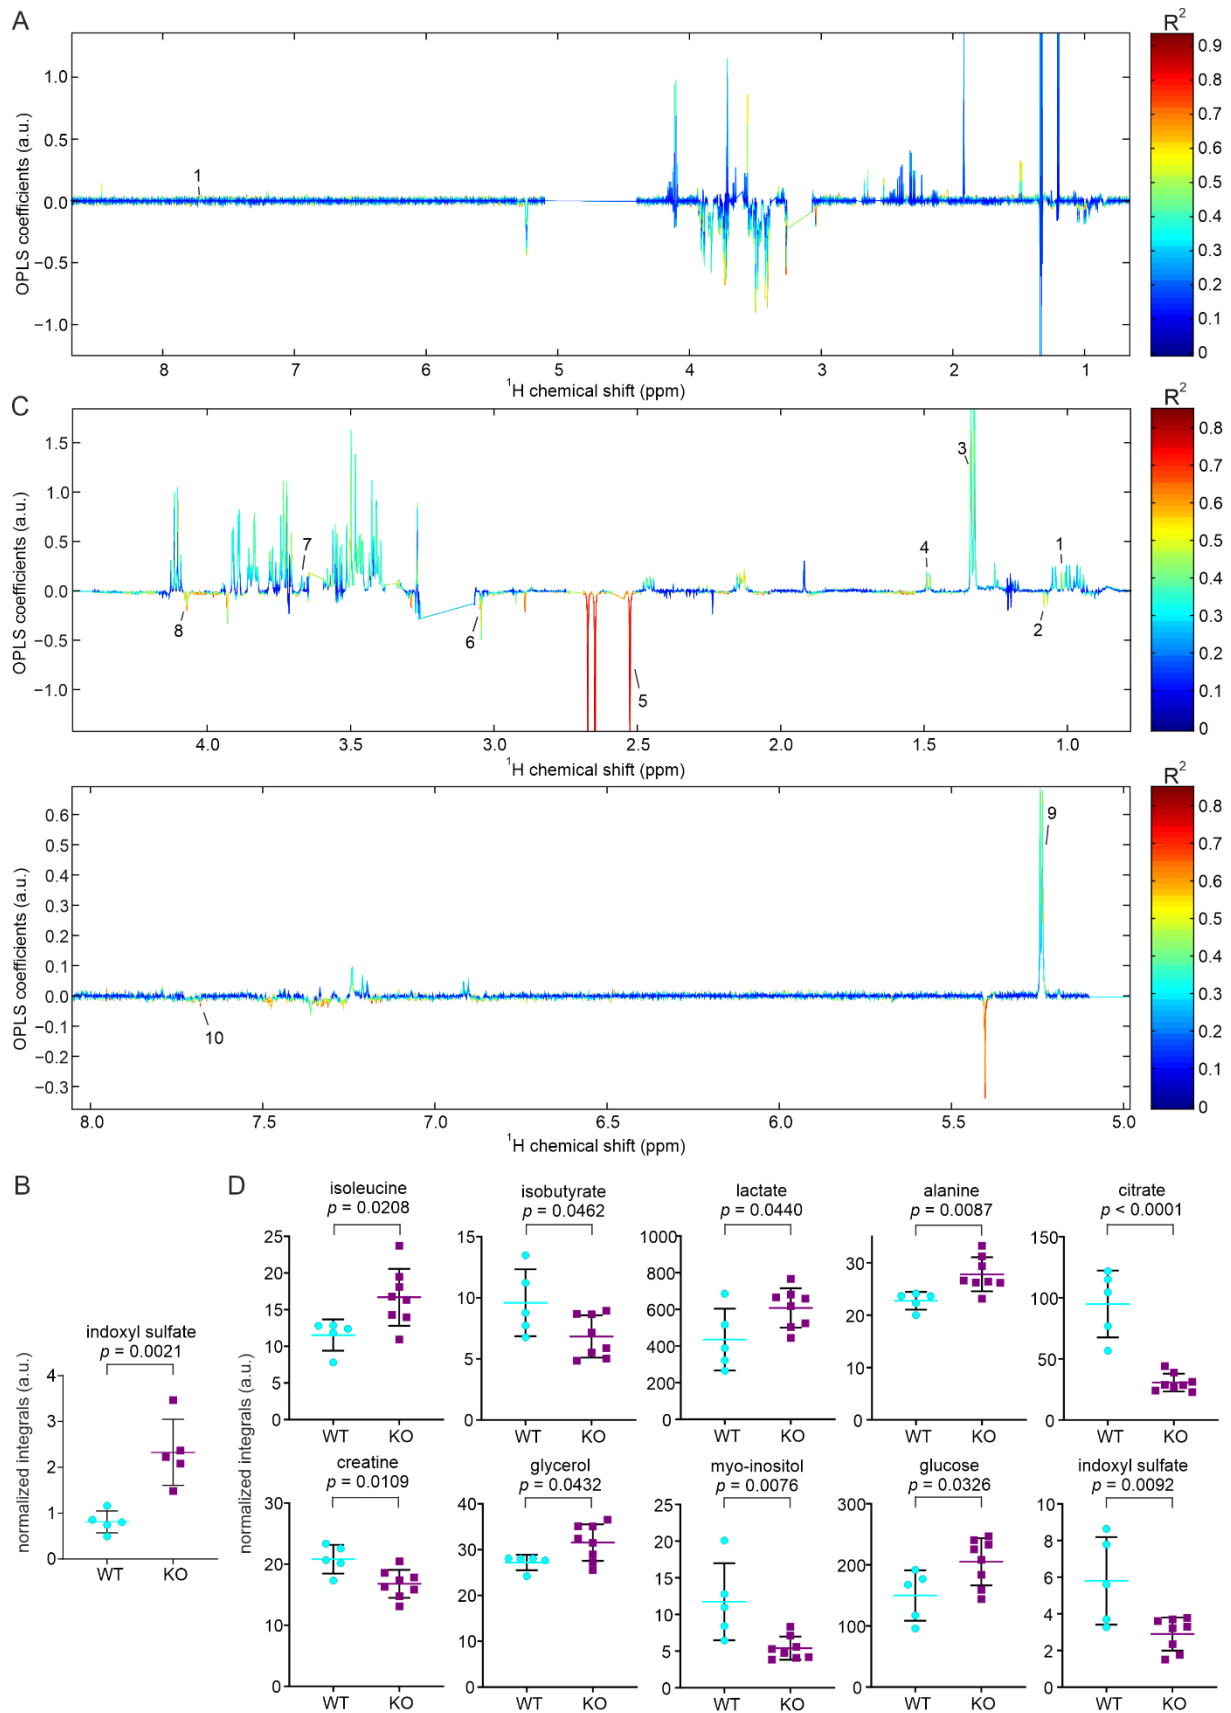 A
R²
OPLS coefficients (a.u.)
1.0
0.5
0.0
−0.5
−1.0
1
8 7 6 5 4 3 2 1
¹H chemical shift (ppm)
0.9
0.8
0.7
0.6
0.5
0.4
0.3
0.2
0.1
0
C
R²
OPLS coefficients (a.u.)
1.5
1.0
0.5
0.0
−0.5
−1.0
8 7 6 5 4 3 2 1
4.0 3.5 3.0 2.5 2.0 1.5 1.0
¹H chemical shift (ppm)
0.8
0.7
0.6
0.5
0.4
0.3
0.2
0.1
0
R²
OPLS coefficients (a.u.)
0.6
0.5
0.4
0.3
0.2
0.1
0.0
−0.1
−0.2
−0.3
10 9
8.0 7.5 7.0 6.5 6.0 5.5 5.0
¹H chemical shift (ppm)
0.8
0.7
0.6
0.5
0.4
0.3
0.2
0.1
0
B
indoxyl sulfate
p = 0.0021
normalized integrals (a.u.)
4
3
2
1
0
WT KO
D
normalized integrals (a.u.)
isoleucine
p = 0.0208
25
20
15
10
5
0
WT KO
isobutyrate
p = 0.0462
15
10
5
0
WT KO
lactate
p = 0.0440
1000
800
600
400
200
0
WT KO
alanine
p = 0.0087
30
20
10
0
WT KO
citrate
p < 0.0001
150
100
50
0
WT KO
creatine
p = 0.0109
30
20
10
0
WT KO
glycerol
p = 0.0432
40
30
20
10
0
WT KO
myo-inositol
p = 0.0076
25
20
15
10
5
0
WT KO
glucose
p = 0.0326
300
200
100
0
WT KO
indoxyl sulfate
p = 0.0092
8
6
4
2
0
WT KO